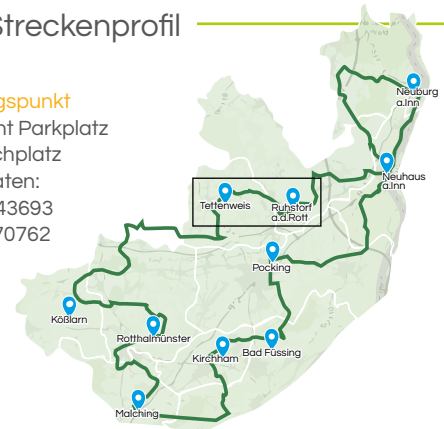 Streckenprofil
gspunkt
nt Parkplatz
chplatz
aten:
43693
70762
Neuburg
a.Inn
Neuhaus
a.Inn
Tettenweis
Ruhstorf
a.d.Rott
Pocking
Kößlarn
Rotthalmünster
Kirchham
Bad Füssing
Malching